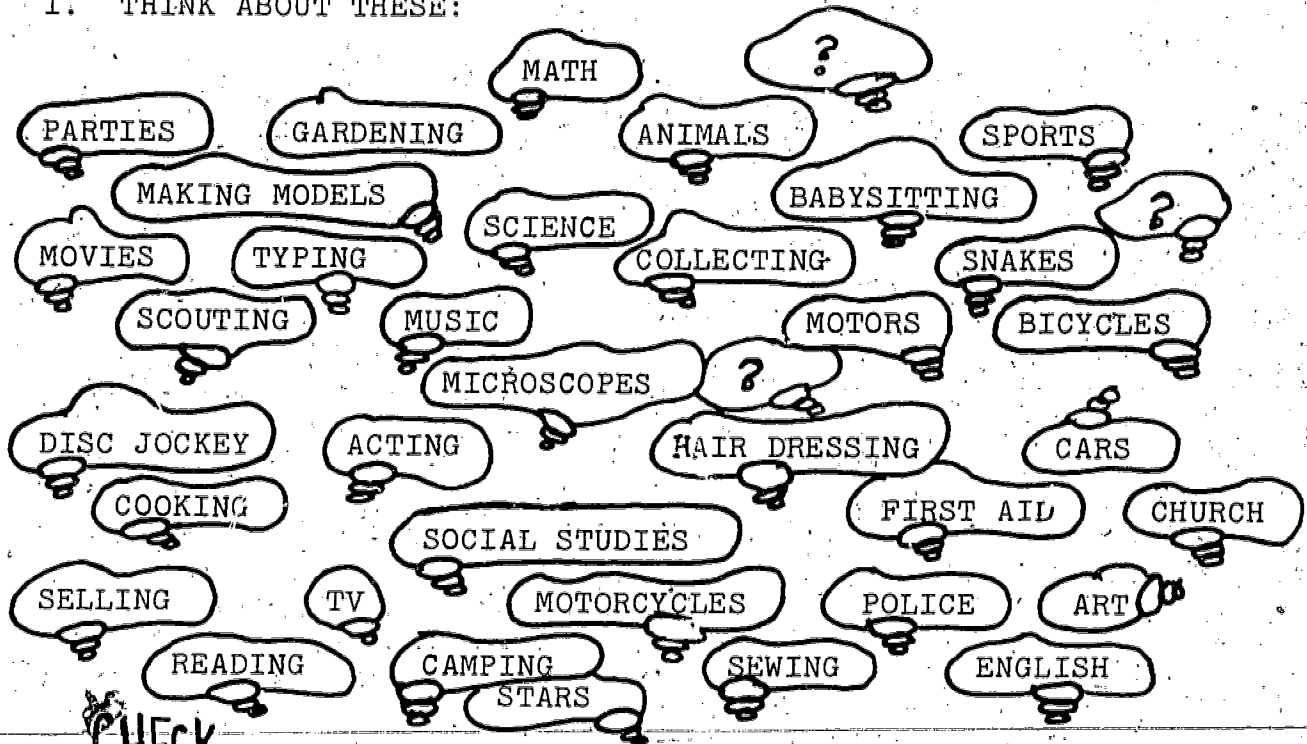 1. THINK ABOUT THESE:
MATH ?
PARTIES GARDENING ANIMALS SPORTS
MAKING MODELS BABYSITTING ?
SCIENCE
MOVIES TYPING COLLECTING SNAKES
SCOUTING MUSIC MOTORS BICYCLES
MICROSCOPES ?
DISC JOCKEY ACTING HAIR DRESSING CARS
COOKING FIRST AID CHURCH
SOCIAL STUDIES
SELLING TV MOTORCYCLES POLICE ART
READING CAMPING SEWING ENGLISH
STARS
CHECK